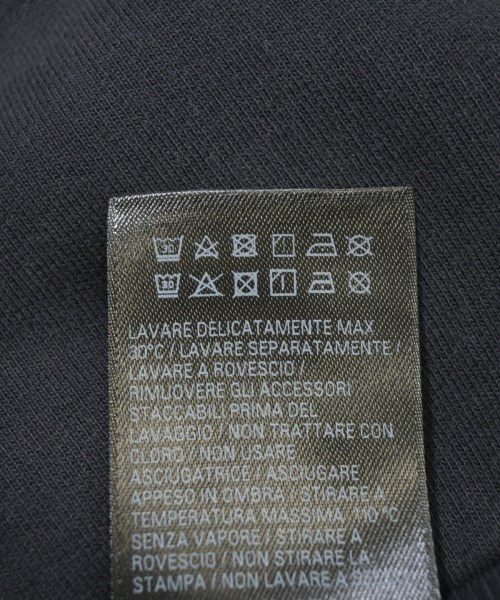 30
30
LAVARE DELICATAMENTE MAX
30°C / LAVARE SEPARATAMENTE /
LAVARE A ROVESCIO /
RIMUOVERE GLI ACCESSORI
STACCABILI PRIMA DEL
LAVAGGIO / NON TRATTARE CON
CLORO / NON USARE
ASCIUGATRICE / ASCIUGARE
APPESO IN OMBRA / STIRARE A
TEMPERATURA MASSIMA 110 °C
SENZA VAPORE / STIRARE A
ROVESCIO / NON STIRARE LA
STAMPA / NON LAVARE A